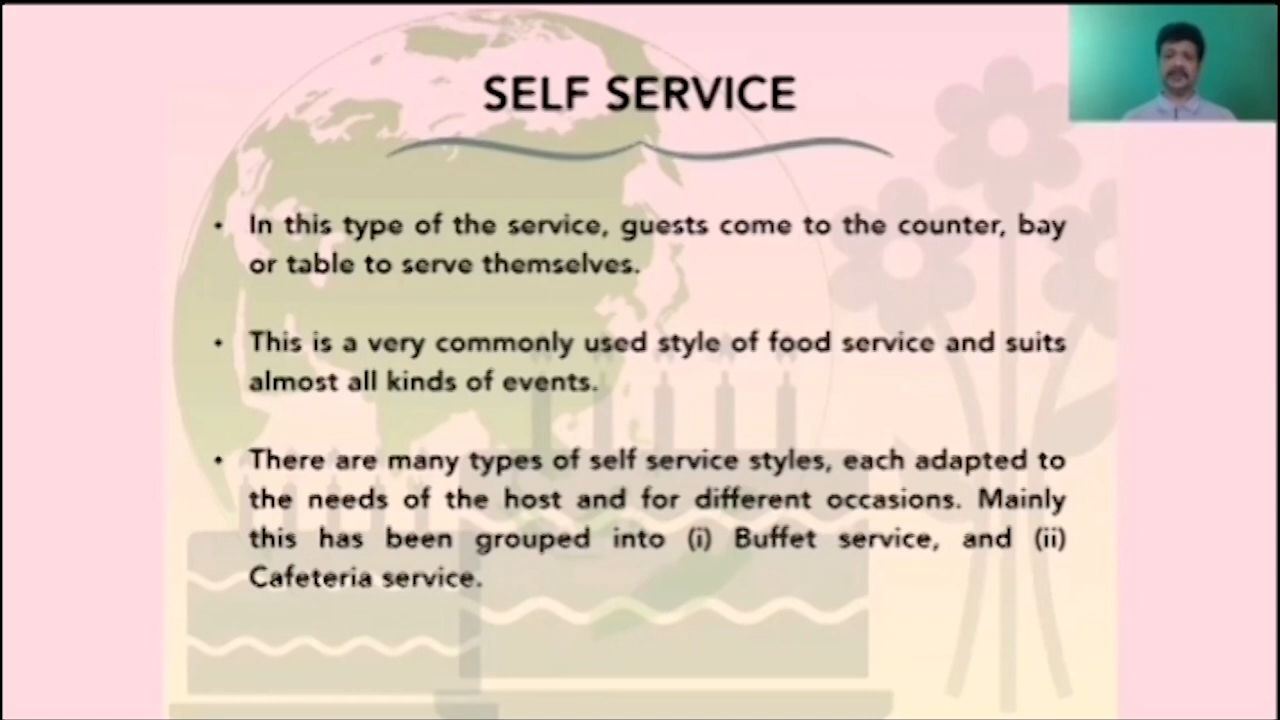 SELF SERVICE
• In this type of the service, guests come to the counter, bay
or table to serve themselves.
• This is a very commonly used style of food service and suits
almost all kinds of events.
• There are many types of self service styles, each adapted to
the needs of the host and for different occasions. Mainly
this has been grouped into (i) Buffet service, and (ii)
Cafeteria service.